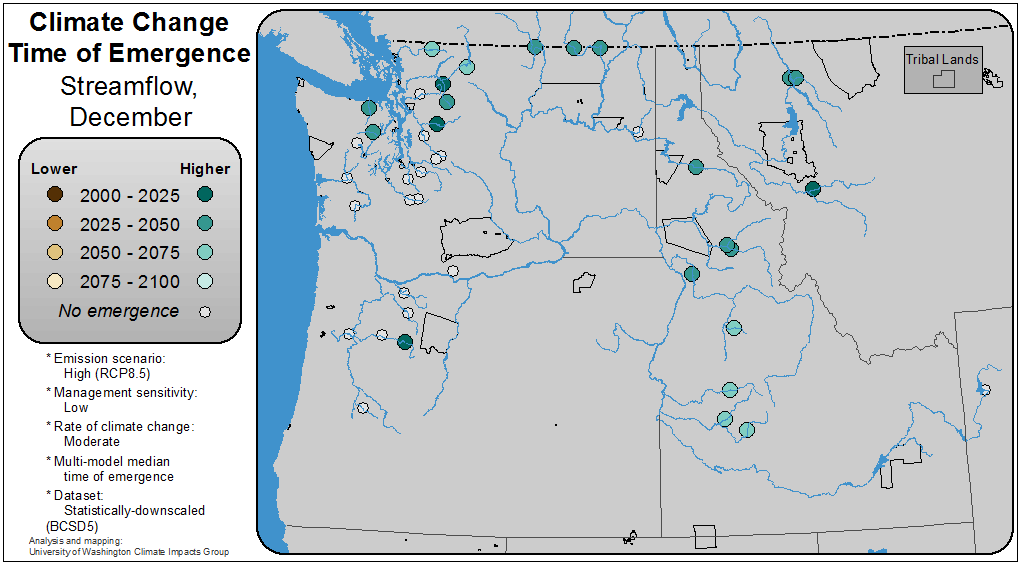 Climate Change
Time of Emergence
Streamflow,
December
Lower Higher
2000 - 2025
2025 - 2050
2050 - 2075
2075 - 2100
No emergence
* Emission scenario:
High (RCP8.5)
* Management sensitivity:
Low
* Rate of climate change:
Moderate
* Multi-model median
time of emergence
* Dataset:
Statistically-downscaled
(BCSD5)
Analysis and mapping:
University of Washington Climate Impacts Group
Tribal Lands